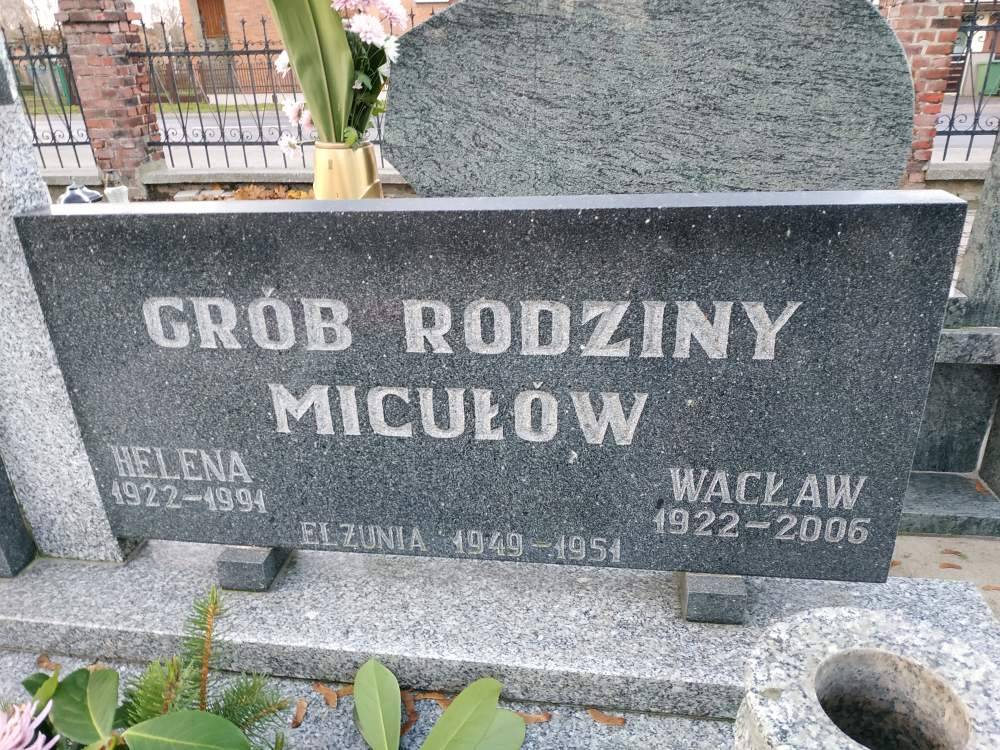 GRÓB RODZINY
MICUŁÓW
HELENA
1922-1991
WACŁAW
1922-2006
ELZUNIA 1949-1951